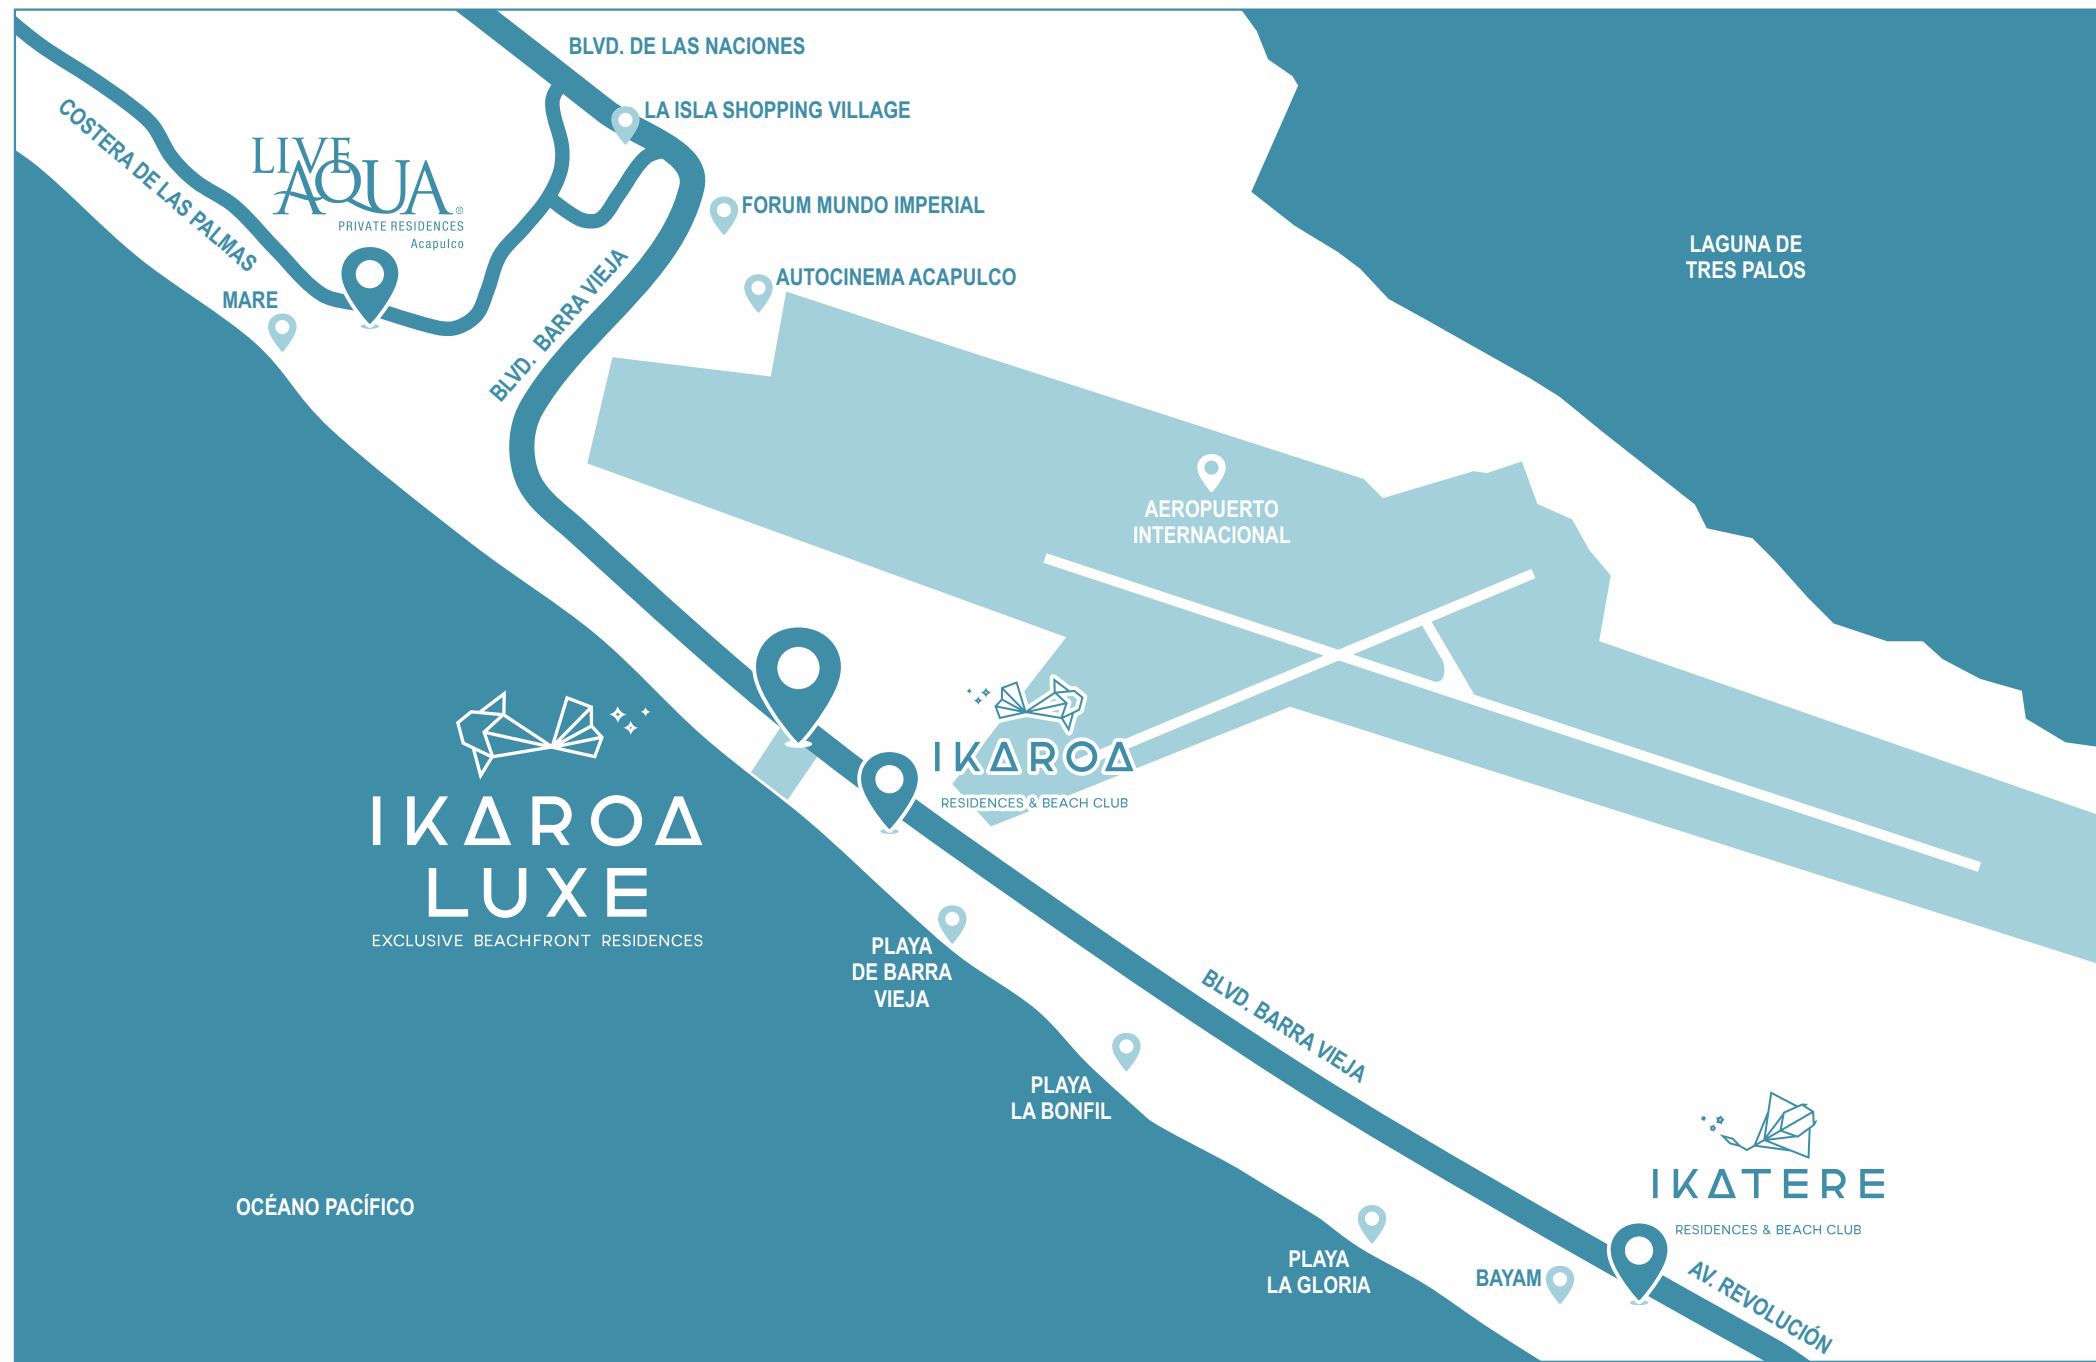 BLVD. DE LAS NACIONES
LA ISLA SHOPPING VILLAGE
COSTERA DE LAS PALMAS
LIVE
AQUA®
PRIVATE RESIDENCES
Acapulco
FORUM MUNDO IMPERIAL
AUTOCINEMA ACAPULCO
MARE
BLVD. BARRA VIEJA
LAGUNA DE
TRES PALOS
AEROPUERTO
INTERNACIONAL
IKAROA
LUXE
EXCLUSIVE BEACHFRONT RESIDENCES
IKAROA
RESIDENCES & BEACH CLUB
PLAYA
DE BARRA
VIEJA
BLVD. BARRA VIEJA
PLAYA
LA BONFIL
OCÉANO PACÍFICO
IKATERE
RESIDENCES & BEACH CLUB
PLAYA
LA GLORIA
BAYAM
AV. REVOLUCIÓN